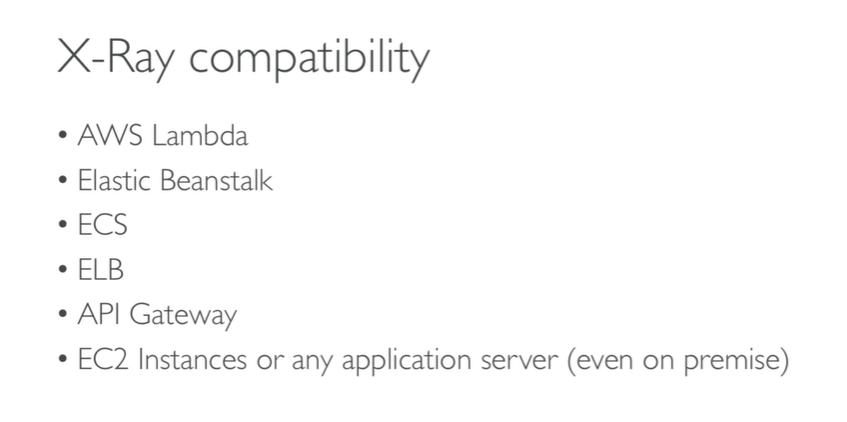 X-Ray compatibility
• AWS Lambda
• Elastic Beanstalk
• ECS
• ELB
• API Gateway
• EC2 Instances or any application server (even on premise)